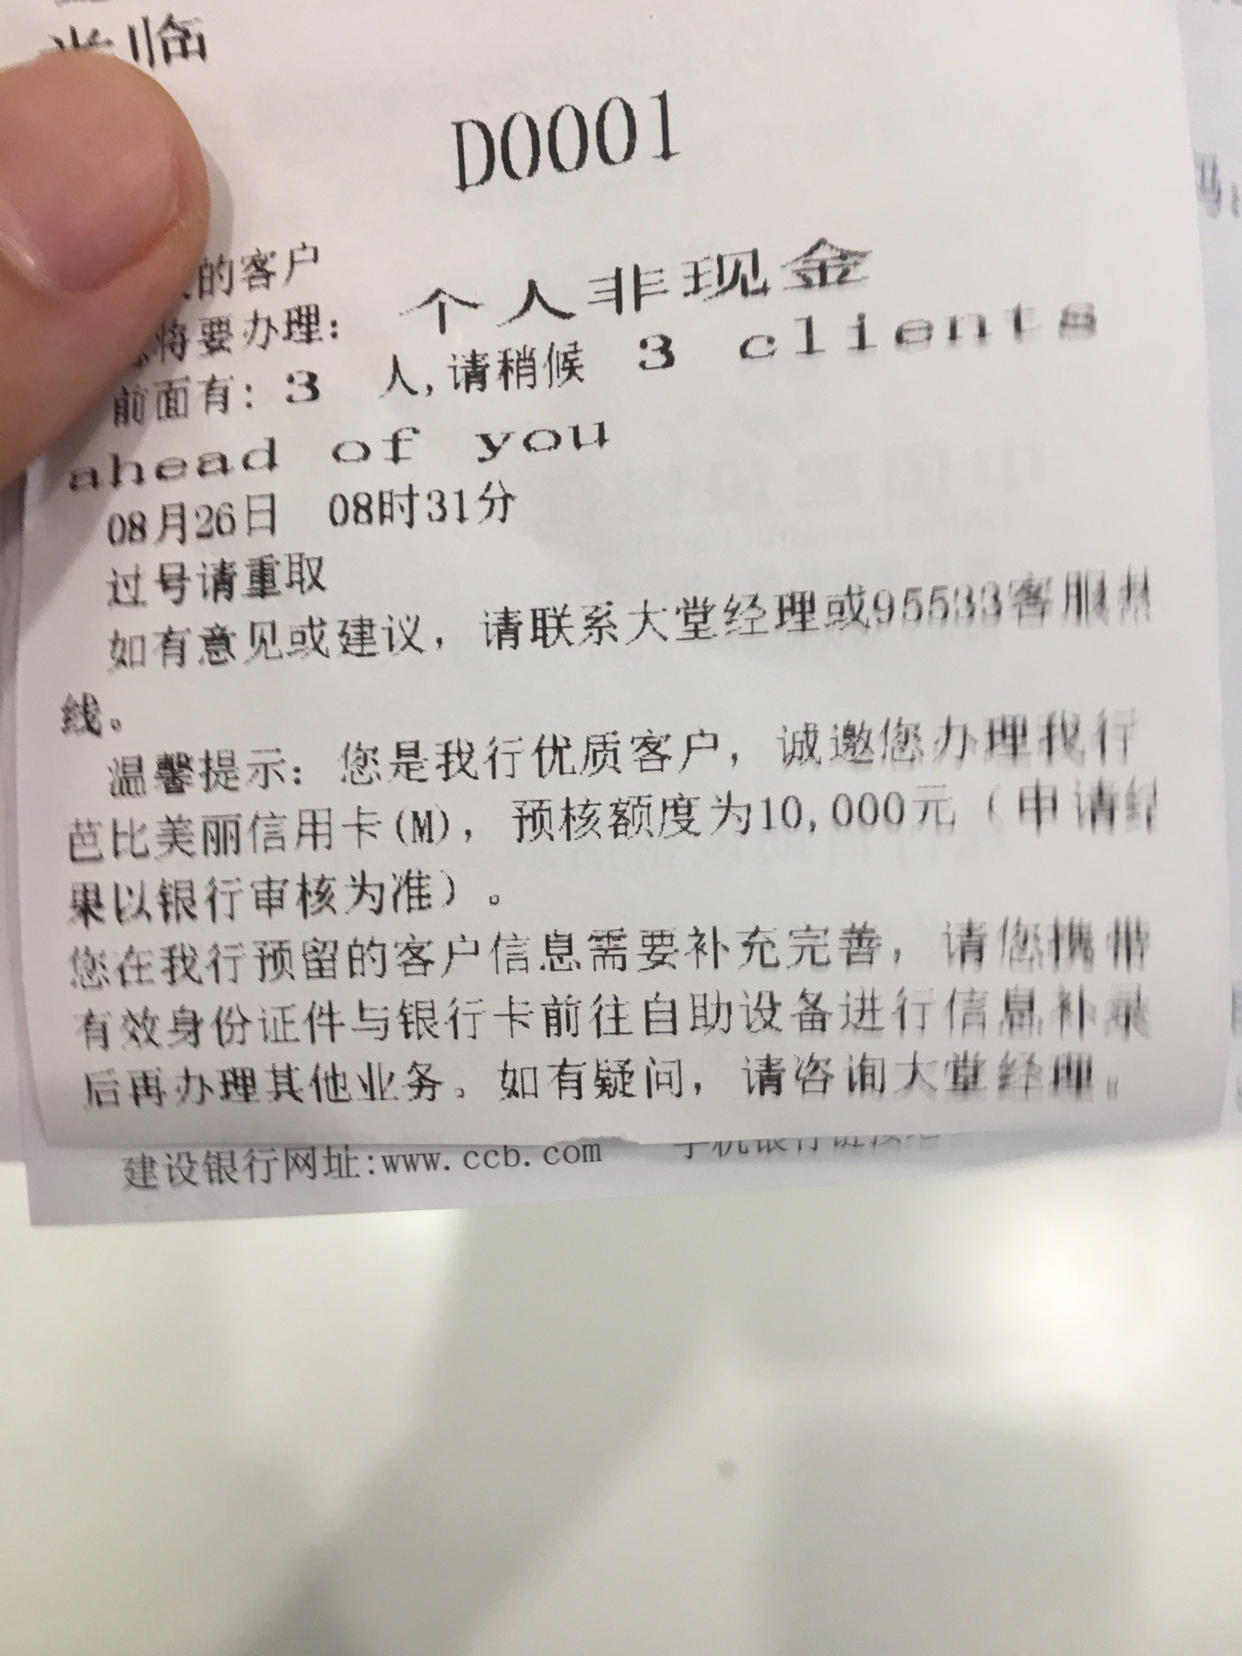 临
D0001
的客户
将要办理: 个人非现金
前面有: 3 人,请稍候 3 clients
ahead of you
08月26日 08时31分
过号请重取
如有意见或建议，请联系大堂经理或95533客服热
线。
温馨提示: 您是我行优质客户，诚邀您办理我行
芭比美丽信用卡(M)，预核额度为10,000元（申请结
果以银行审核为准）。
您在我行预留的客户信息需要补充完善，请您携带
有效身份证件与银行卡前往自助设备进行信息补录
后再办理其他业务。如有疑问，请咨询大堂经理。
建设银行网址:www.ccb.com 手机银行